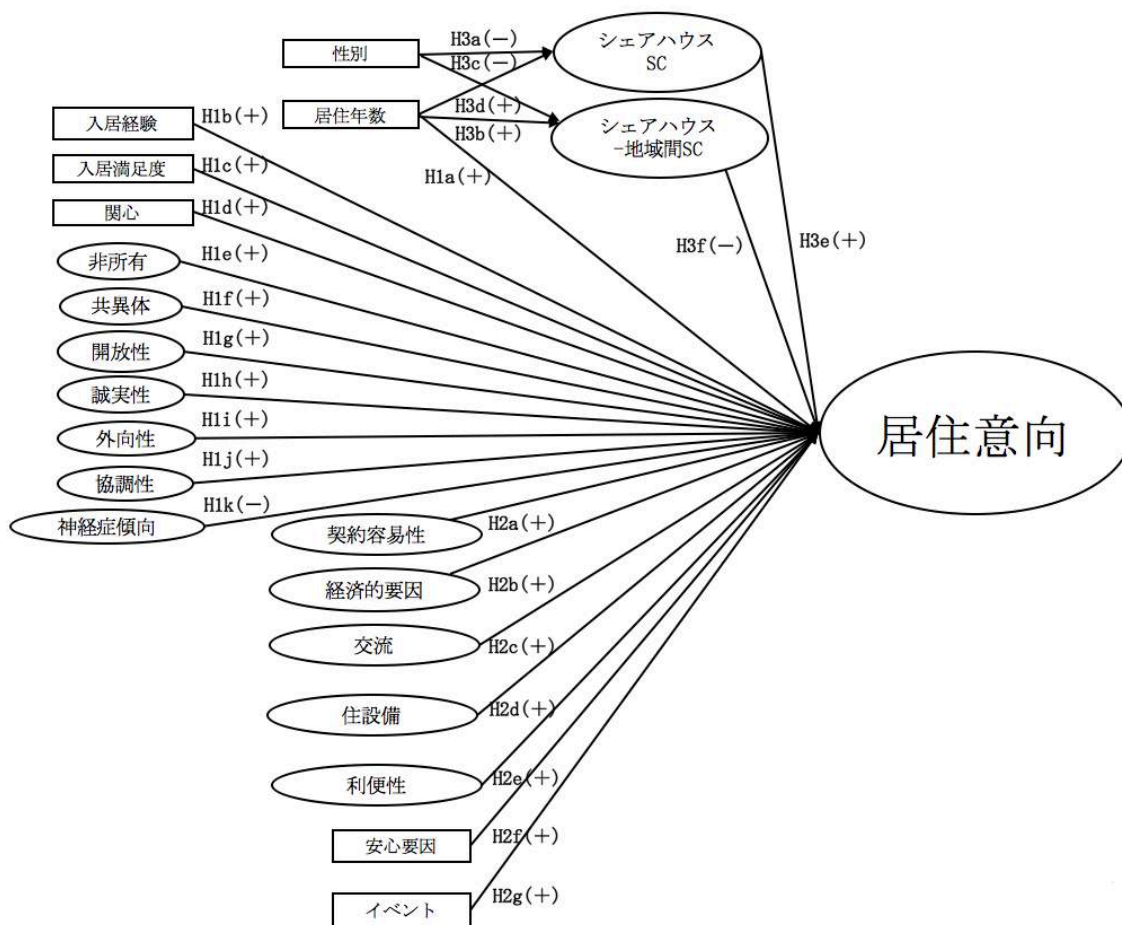 性別
H3a(−)
H3c(−)
シェアハウス
SC
居住年数
H3d(+)
H3b(+)
シェアハウス
-地域間SC
入居経験
H1b(+)
入居満足度
H1c(+)
H1a(+)
関心
H1d(+)
非所有
H1e(+)
H3f(−)
H3e(+)
共異体
H1f(+)
開放性
H1g(+)
誠実性
H1h(+)
外向性
H1i(+)
協調性
H1j(+)
神経症傾向
H1k(−)
居住意向
契約容易性
H2a(+)
経済的要因
H2b(+)
交流
H2c(+)
住設備
H2d(+)
利便性
H2e(+)
安心要因
H2f(+)
イベント
H2g(+)